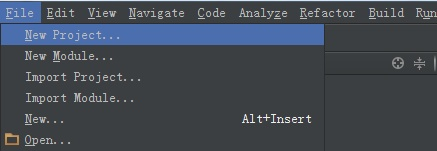 File Edit View Navigate Code Analyze Refactor Build Run
New Project...
New Module...
Import Project...
Import Module...
New... Alt+Insert
Open...